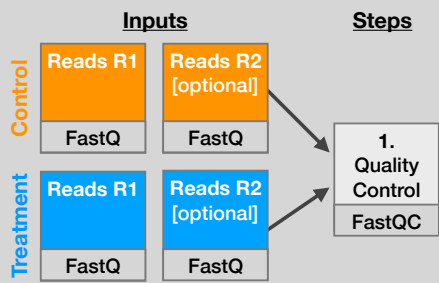 Inputs
Steps
Control
Reads R1
FastQ
Reads R2
[optional]
FastQ
Treatment
Reads R1
FastQ
Reads R2
[optional]
FastQ
1.
Quality
Control
FastQC